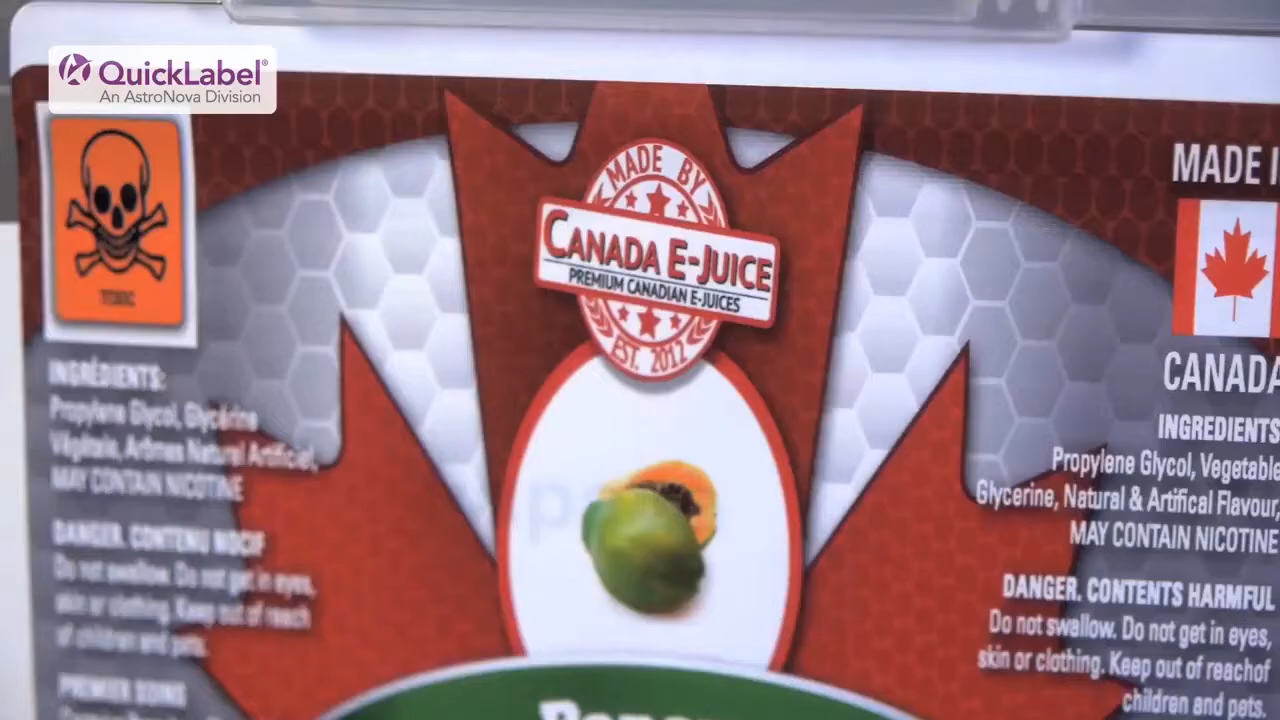 QuickLabel®
An AstroNova Division
TOXIC
MADE BY
CANADA E-JUICE
PREMIUM CANADIAN E-JUICES
EST. 2012
INGRÉDIENTS:
Propylene Glycol, Glycérine
Végétale, Arômes Natural Artificiel,
MAY CONTAIN NICOTINE
DANGER. CONTENU NOCIF
Do not swallow. Do not get in eyes,
skin or clothing. Keep out of reach
of children and pets.
PREMIER SOINS
MADE I
CANADA
INGREDIENTS
Propylene Glycol, Vegetable
Glycerine, Natural & Artifical Flavour,
MAY CONTAIN NICOTINE
DANGER. CONTENTS HARMFUL
Do not swallow. Do not get in eyes,
skin or clothing. Keep out of reachof
children and pets.